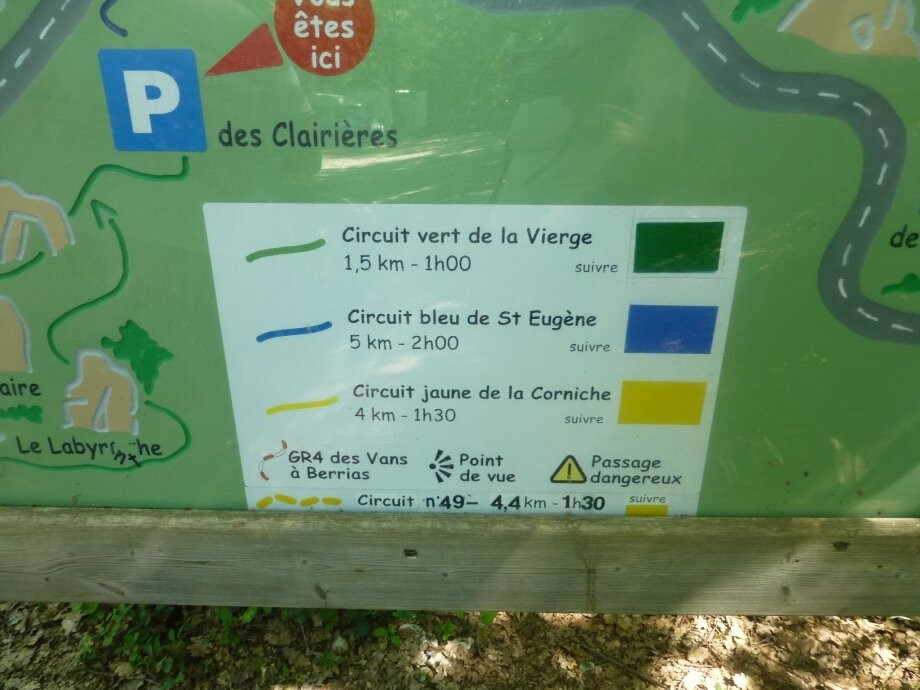 vous
êtes
ici
P
des Clairières
Circuit vert de la Vierge
1,5 km - 1h00
suivre
Circuit bleu de St Eugène
5 km - 2h00
suivre
Circuit jaune de la Corniche
4 km - 1h30
suivre
GR4 des Vans
à Berrias
Point
de vue
Passage
dangereux
Circuit n°49 - 4,4 km - 1h30
suivre
de
aire
Le